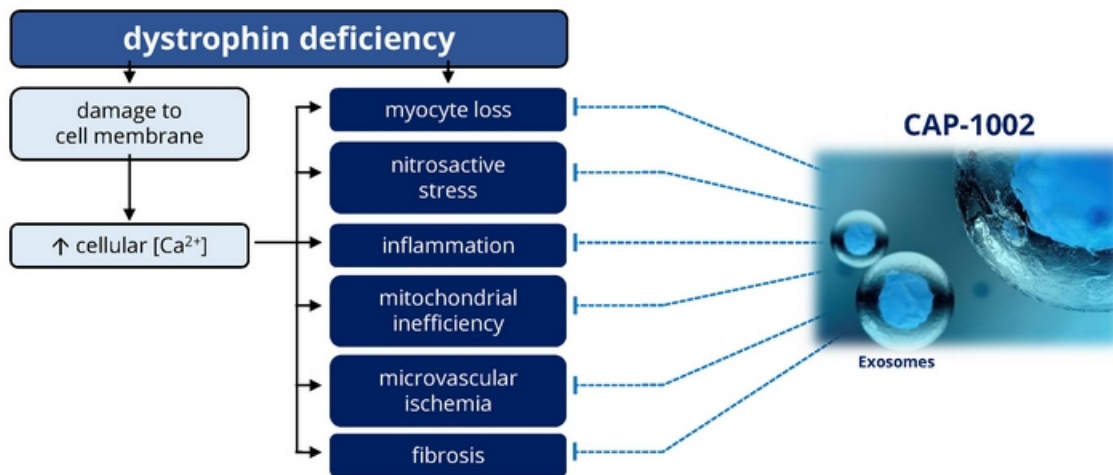 dystrophin deficiency
damage to
cell membrane
↑ cellular [Ca²⁺]
myocyte loss
nitrosactive
stress
inflammation
mitochondrial
inefficiency
microvascular
ischemia
fibrosis
CAP-1002
Exosomes